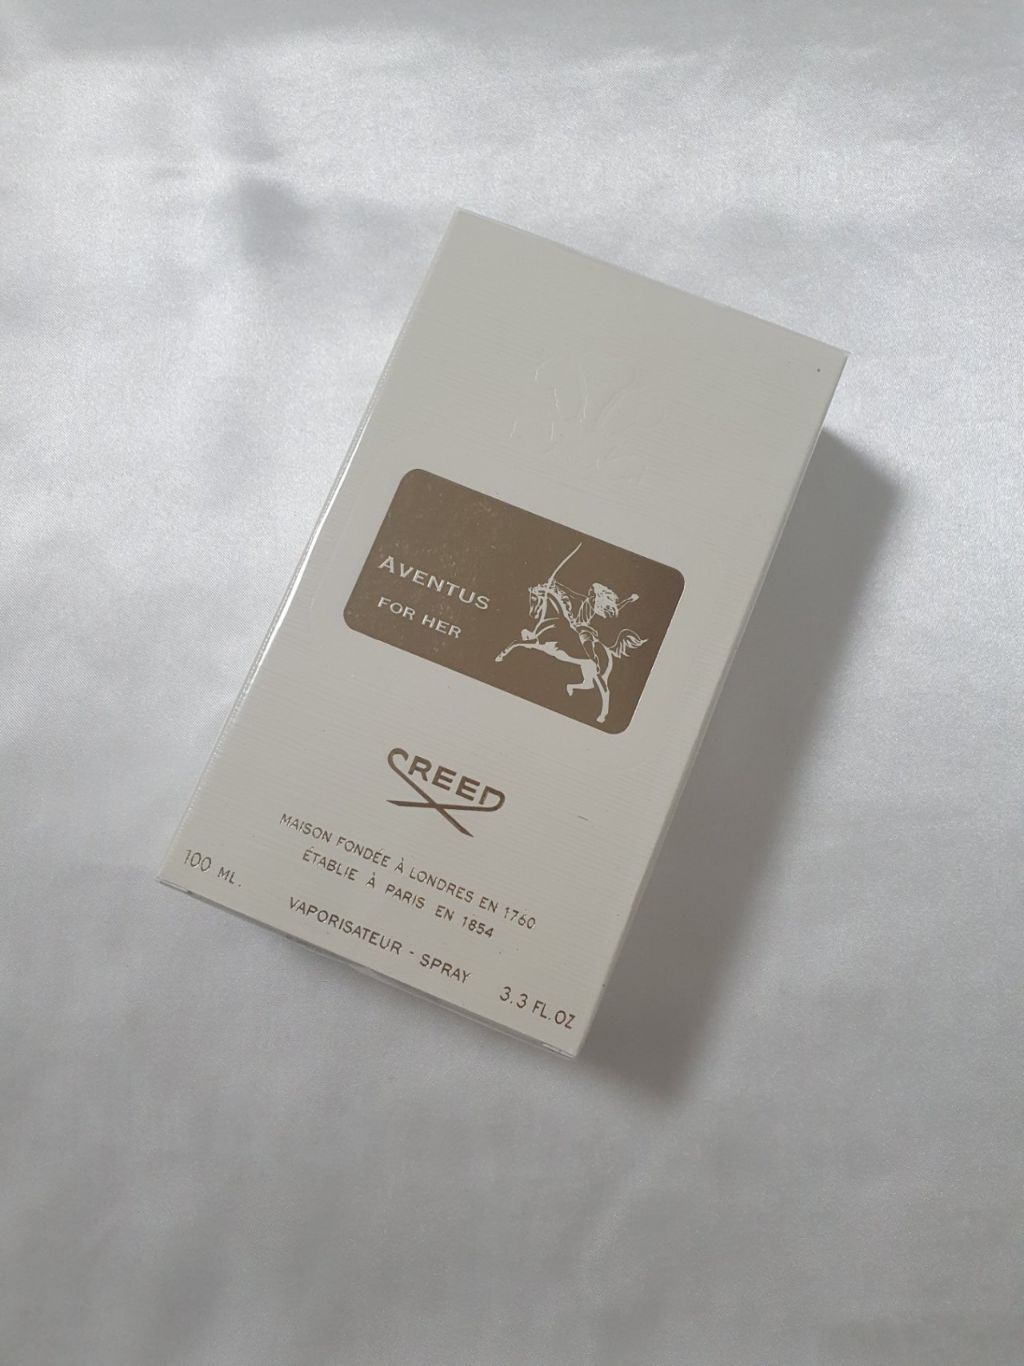 AVENTUS
FOR HER
CREED
MAISON FONDÉE À LONDRES EN 1760
ÉTABLIE À PARIS EN 1854
100 ML.
VAPORISATEUR - SPRAY
3.3 FL.OZ